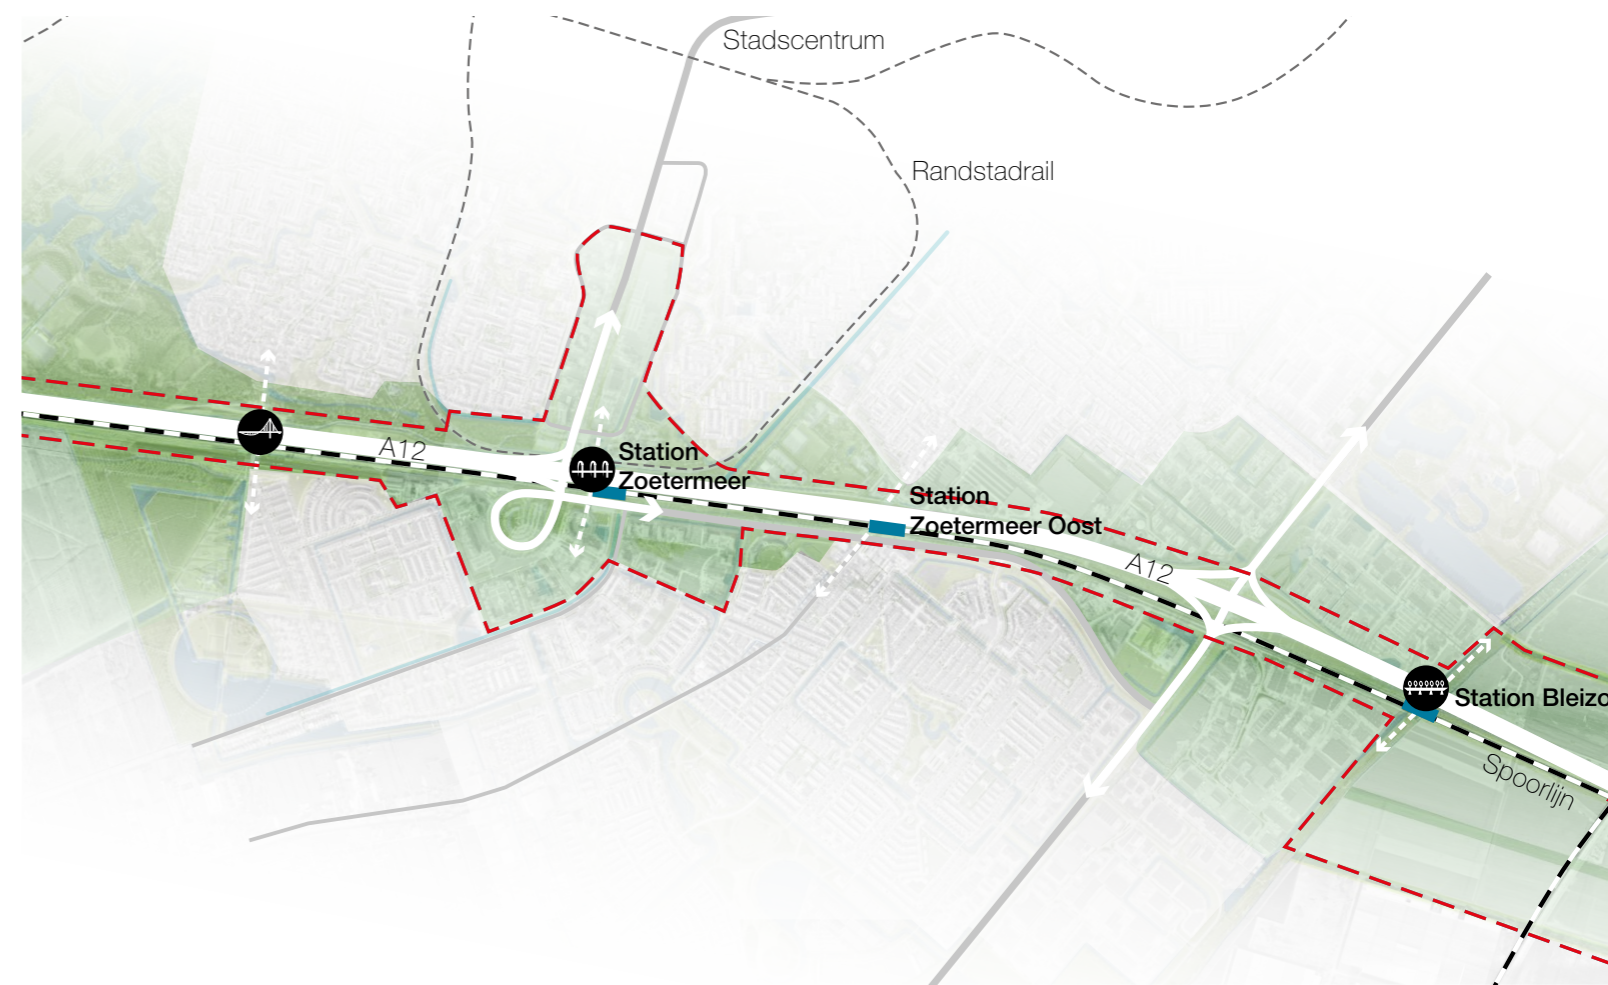 Stadscentrum
Randstadrail
A12
Station
Zoetermeer
Station
Zoetermeer Oost
A12
Station Bleizo
Spoorlijn